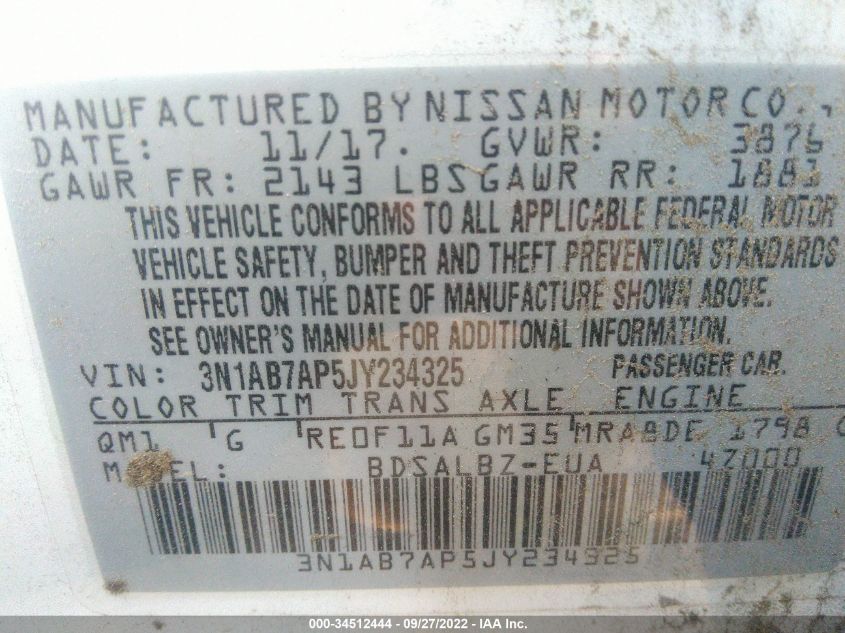 MANUFACTURED BY NISSAN MOTOR CO.,
DATE: 11/17. GVWR: 3876
GAWR FR: 2143 LBS GAWR RR: 1881
THIS VEHICLE CONFORMS TO ALL APPLICABLE FEDERAL MOTOR
VEHICLE SAFETY, BUMPER AND THEFT PREVENTION STANDARDS
IN EFFECT ON THE DATE OF MANUFACTURE SHOWN ABOVE.
SEE OWNER'S MANUAL FOR ADDITIONAL INFORMATION.
VIN: 3N1AB7AP5JY234325 PASSENGER CAR.
COLOR TRIM TRANS AXLE ENGINE
QM1 G RE0F11A GM35 MRA8DE 1798 C
MODEL: BDSALBZ-EUA 4Z000
3N1AB7AP5JY234325
000-34512444 - 09/27/2022 - IAA Inc.